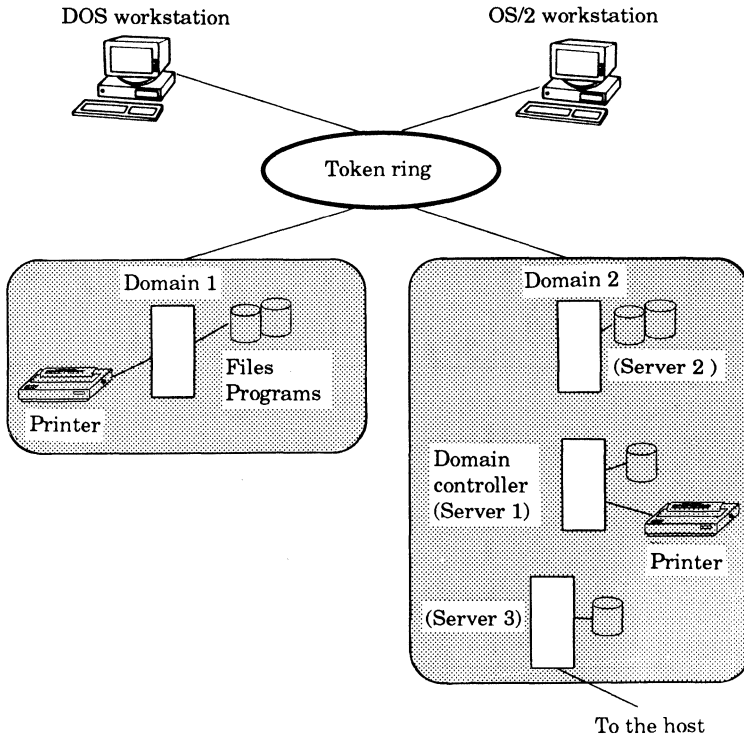 DOS workstation
OS/2 workstation
Token ring
Domain 1
Files
Programs
Printer
Domain 2
(Server 2 )
Domain
controller
(Server 1)
Printer
(Server 3)
To the host